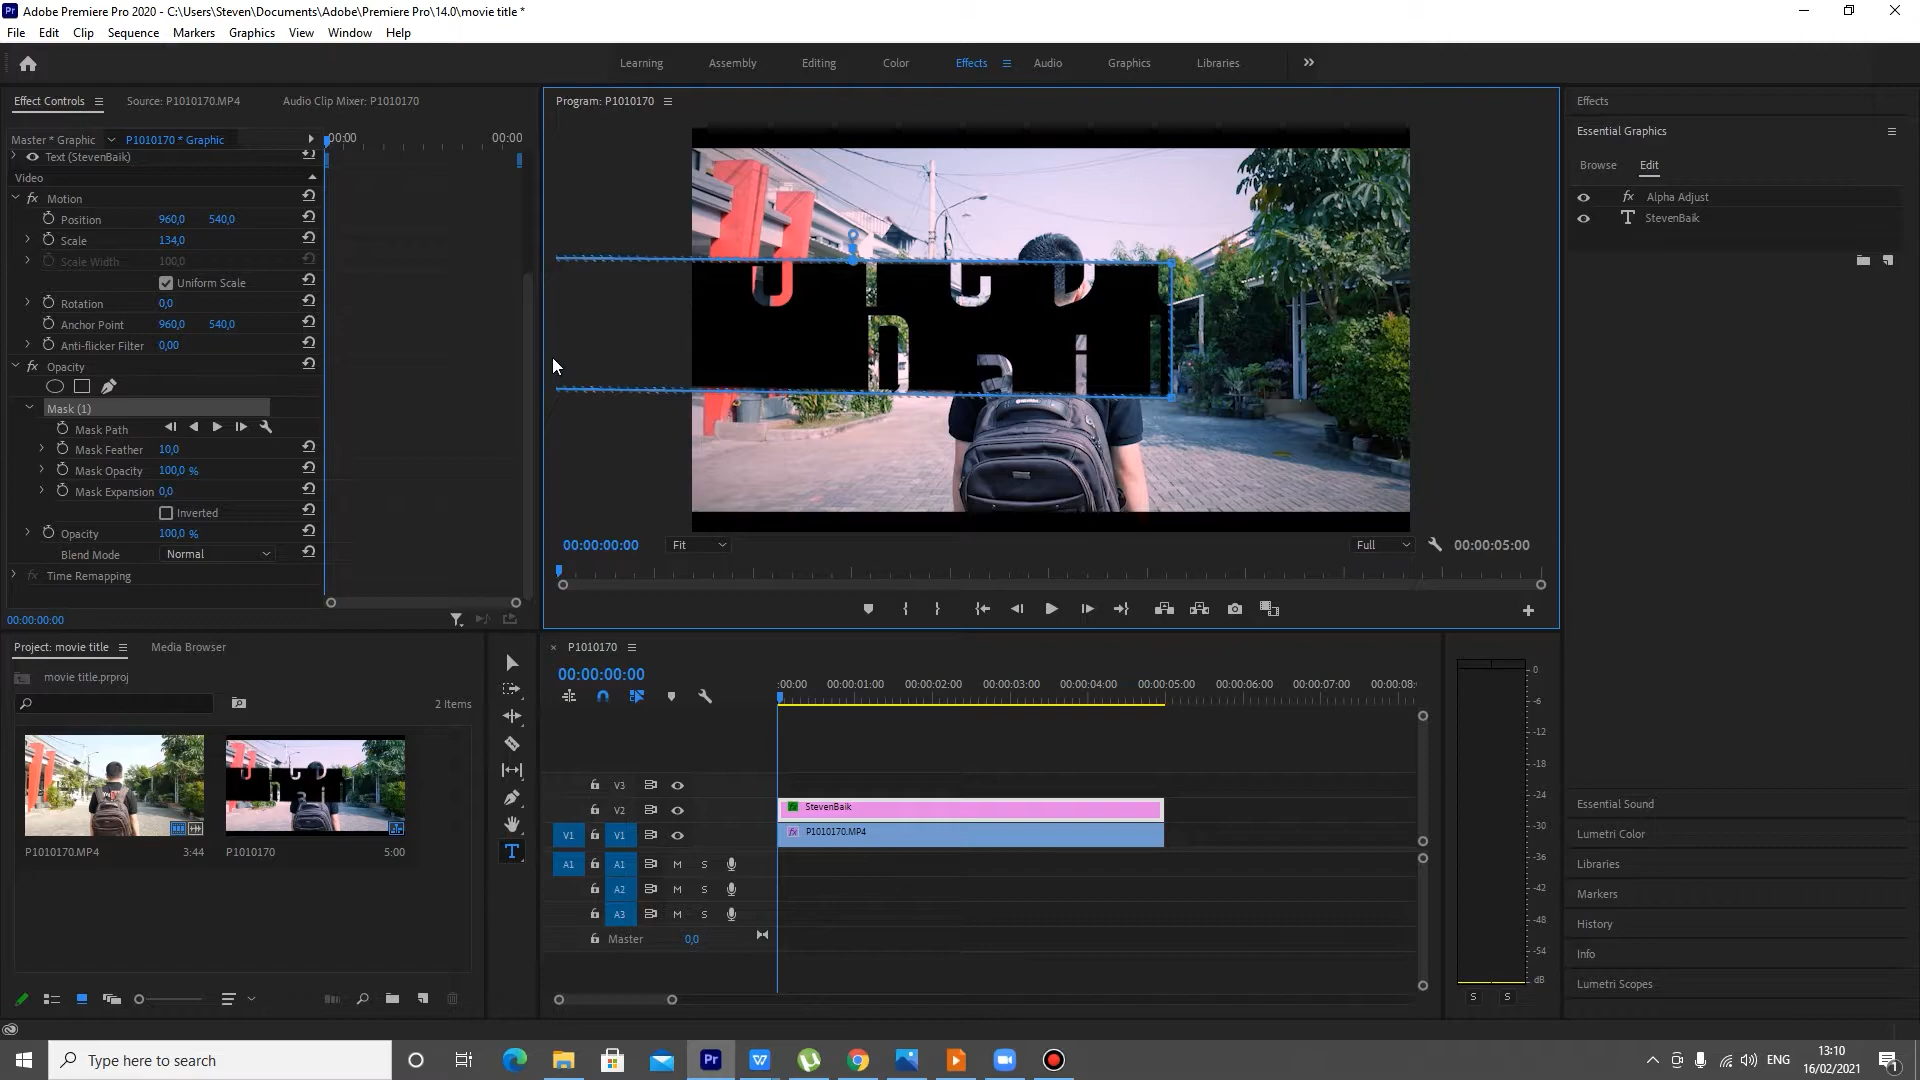 Adobe Premiere Pro 2020 - C:\Users\Steven\Documents\Adobe\Premiere Pro\14.0\movie title *
File Edit Clip Sequence Markers Graphics View Window Help
Learning Assembly Editing Color Effects Audio Graphics Libraries
Effect Controls Source: P1010170.MP4 Audio Clip Mixer: P1010170
Master * Graphic P1010170 * Graphic :00:00 00:00
Text (StevenBaik)
Video
Motion
Position 960,0 540,0
Scale 134,0
Scale Width 100,0
Uniform Scale
Rotation 0,0
Anchor Point 960,0 540,0
Anti-flicker Filter 0,00
Opacity
Mask (1)
Mask Path
Mask Feather 10,0
Mask Opacity 100,0 %
Mask Expansion 0,0
Inverted
Opacity 100,0 %
Blend Mode Normal
Time Remapping
00:00:00:00
Program: P1010170
00:00:00:00 Fit Full 00:00:05:00
Effects
Essential Graphics
Browse Edit
Alpha Adjust
StevenBaik
Essential Sound
Lumetri Color
Libraries
Markers
History
Info
Lumetri Scopes
Project: movie title Media Browser
movie title.prproj
2 Items
P1010170.MP4 3:44 P1010170 5:00
P1010170
00:00:00:00
:00:00 00:00:01:00 00:00:02:00 00:00:03:00 00:00:04:00 00:00:05:00 00:00:06:00 00:00:07:00 00:00:08:
V3
V2 StevenBaik
V1 V1 P1010170.MP4
A1 A1 M S
A2 M S
A3 M S
Master 0,0
0
-6
-12
-18
-24
-30
-36
-42
-48
-54
dB
S S
Type here to search
ENG
13:10
16/02/2021